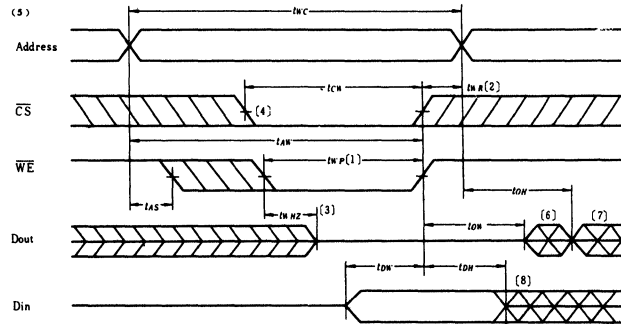 (5)
tWC
Address
tCW
tWR(2)
CS
(4)
tAW
WE
tWP(1)
tAS
tWHZ
(3)
tOH
Dout
tOW
(6)
(7)
tDW
tDH
(8)
Din